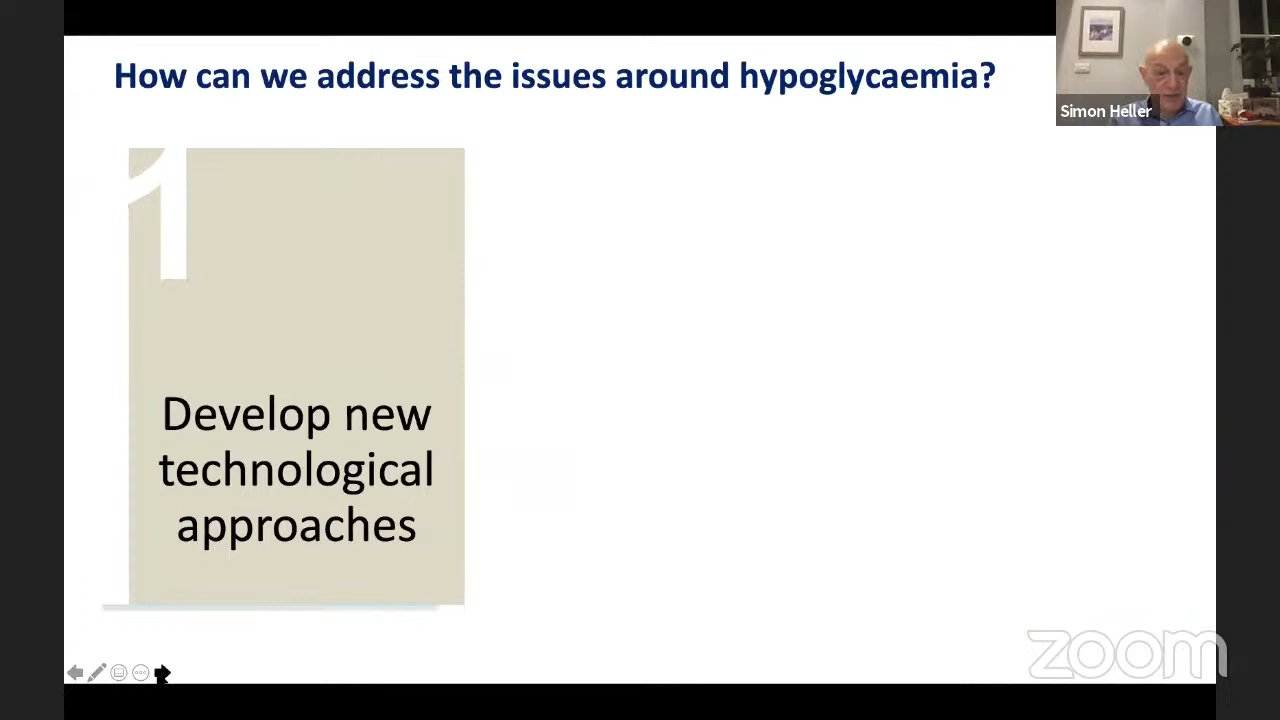 How can we address the issues around hypoglycaemia?
Simon Heller
1
Develop new
technological
approaches
zoom